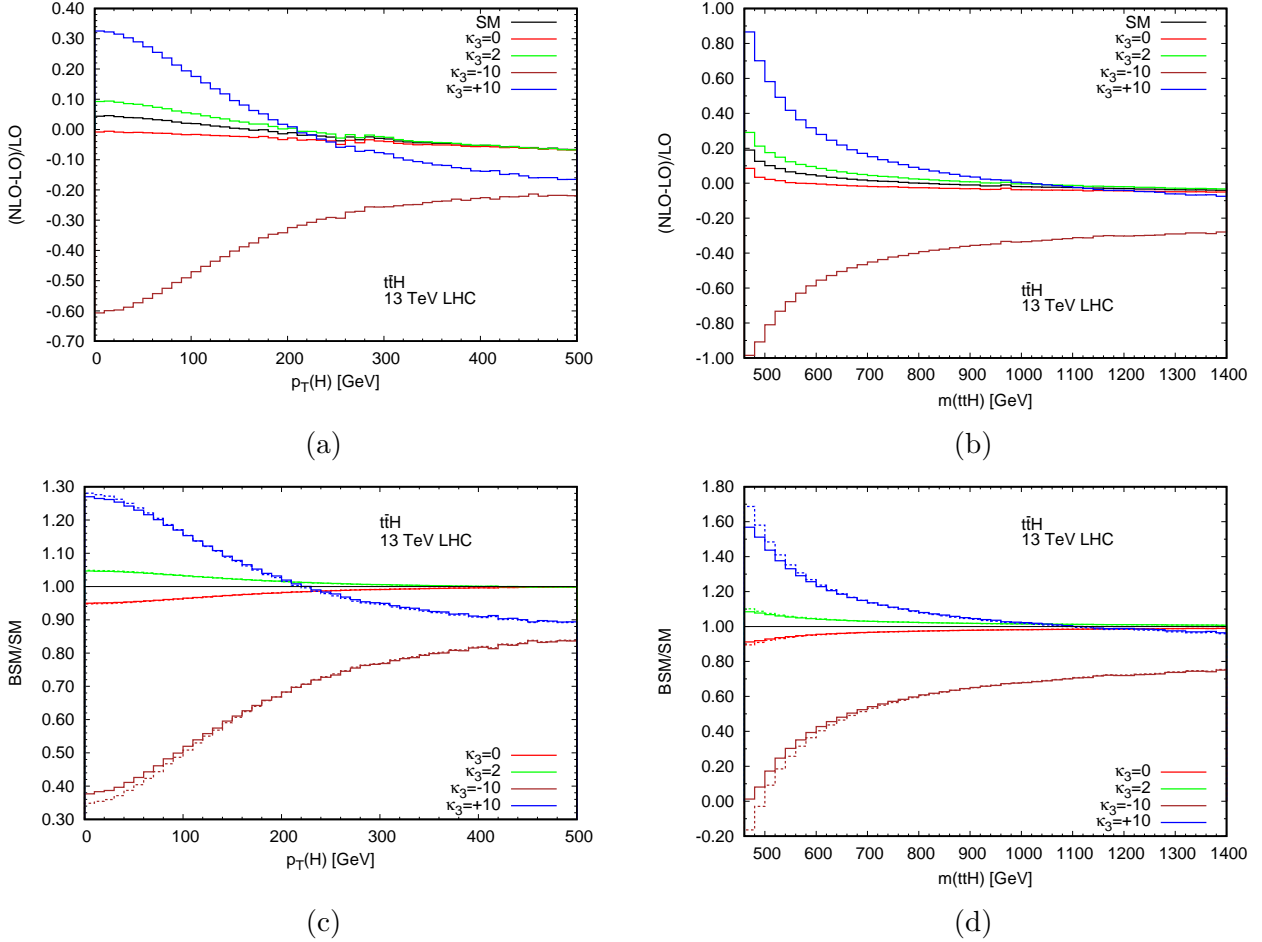 0.40
0.30
0.20
0.10
0.00
-0.10
-0.20
-0.30
-0.40
-0.50
-0.60
-0.70
(NLO-LO)/LO
SM
κ3=0
κ3=2
κ3=-10
κ3=+10
tt̄H
13 TeV LHC
0 100 200 300 400 500
pT(H) [GeV]
(a)
1.00
0.80
0.60
0.40
0.20
0.00
-0.20
-0.40
-0.60
-0.80
-1.00
(NLO-LO)/LO
SM
κ3=0
κ3=2
κ3=-10
κ3=+10
tt̄H
13 TeV LHC
500 600 700 800 900 1000 1100 1200 1300 1400
m(ttH) [GeV]
(b)
1.30
1.20
1.10
1.00
0.90
0.80
0.70
0.60
0.50
0.40
0.30
BSM/SM
tt̄H
13 TeV LHC
κ3=0
κ3=2
κ3=-10
κ3=+10
0 100 200 300 400 500
pT(H) [GeV]
(c)
1.80
1.60
1.40
1.20
1.00
0.80
0.60
0.40
0.20
0.00
-0.20
BSM/SM
tt̄H
13 TeV LHC
κ3=0
κ3=2
κ3=-10
κ3=+10
500 600 700 800 900 1000 1100 1200 1300 1400
m(ttH) [GeV]
(d)